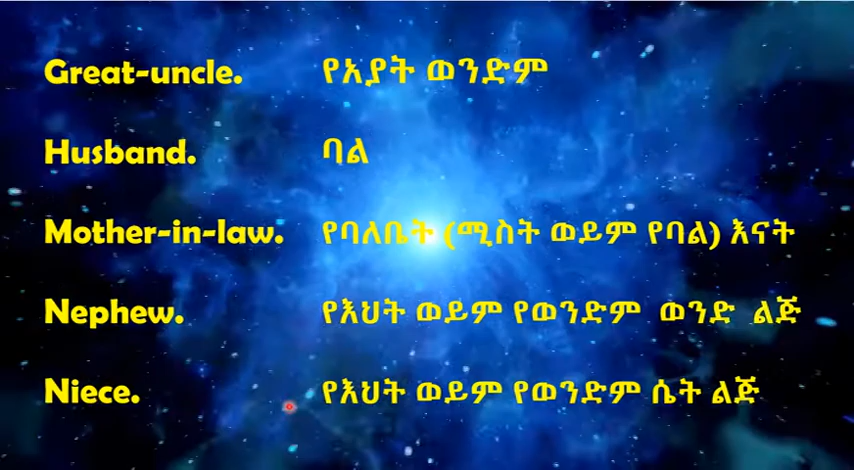 Great-uncle. የአያት ወንድም
Husband. ባል
Mother-in-law. የባለቤት (ሚስት ወይም የባል) እናት
Nephew. የእህት ወይም የወንድም ወንድ ልጅ
Niece. የእህት ወይም የወንድም ሴት ልጅ